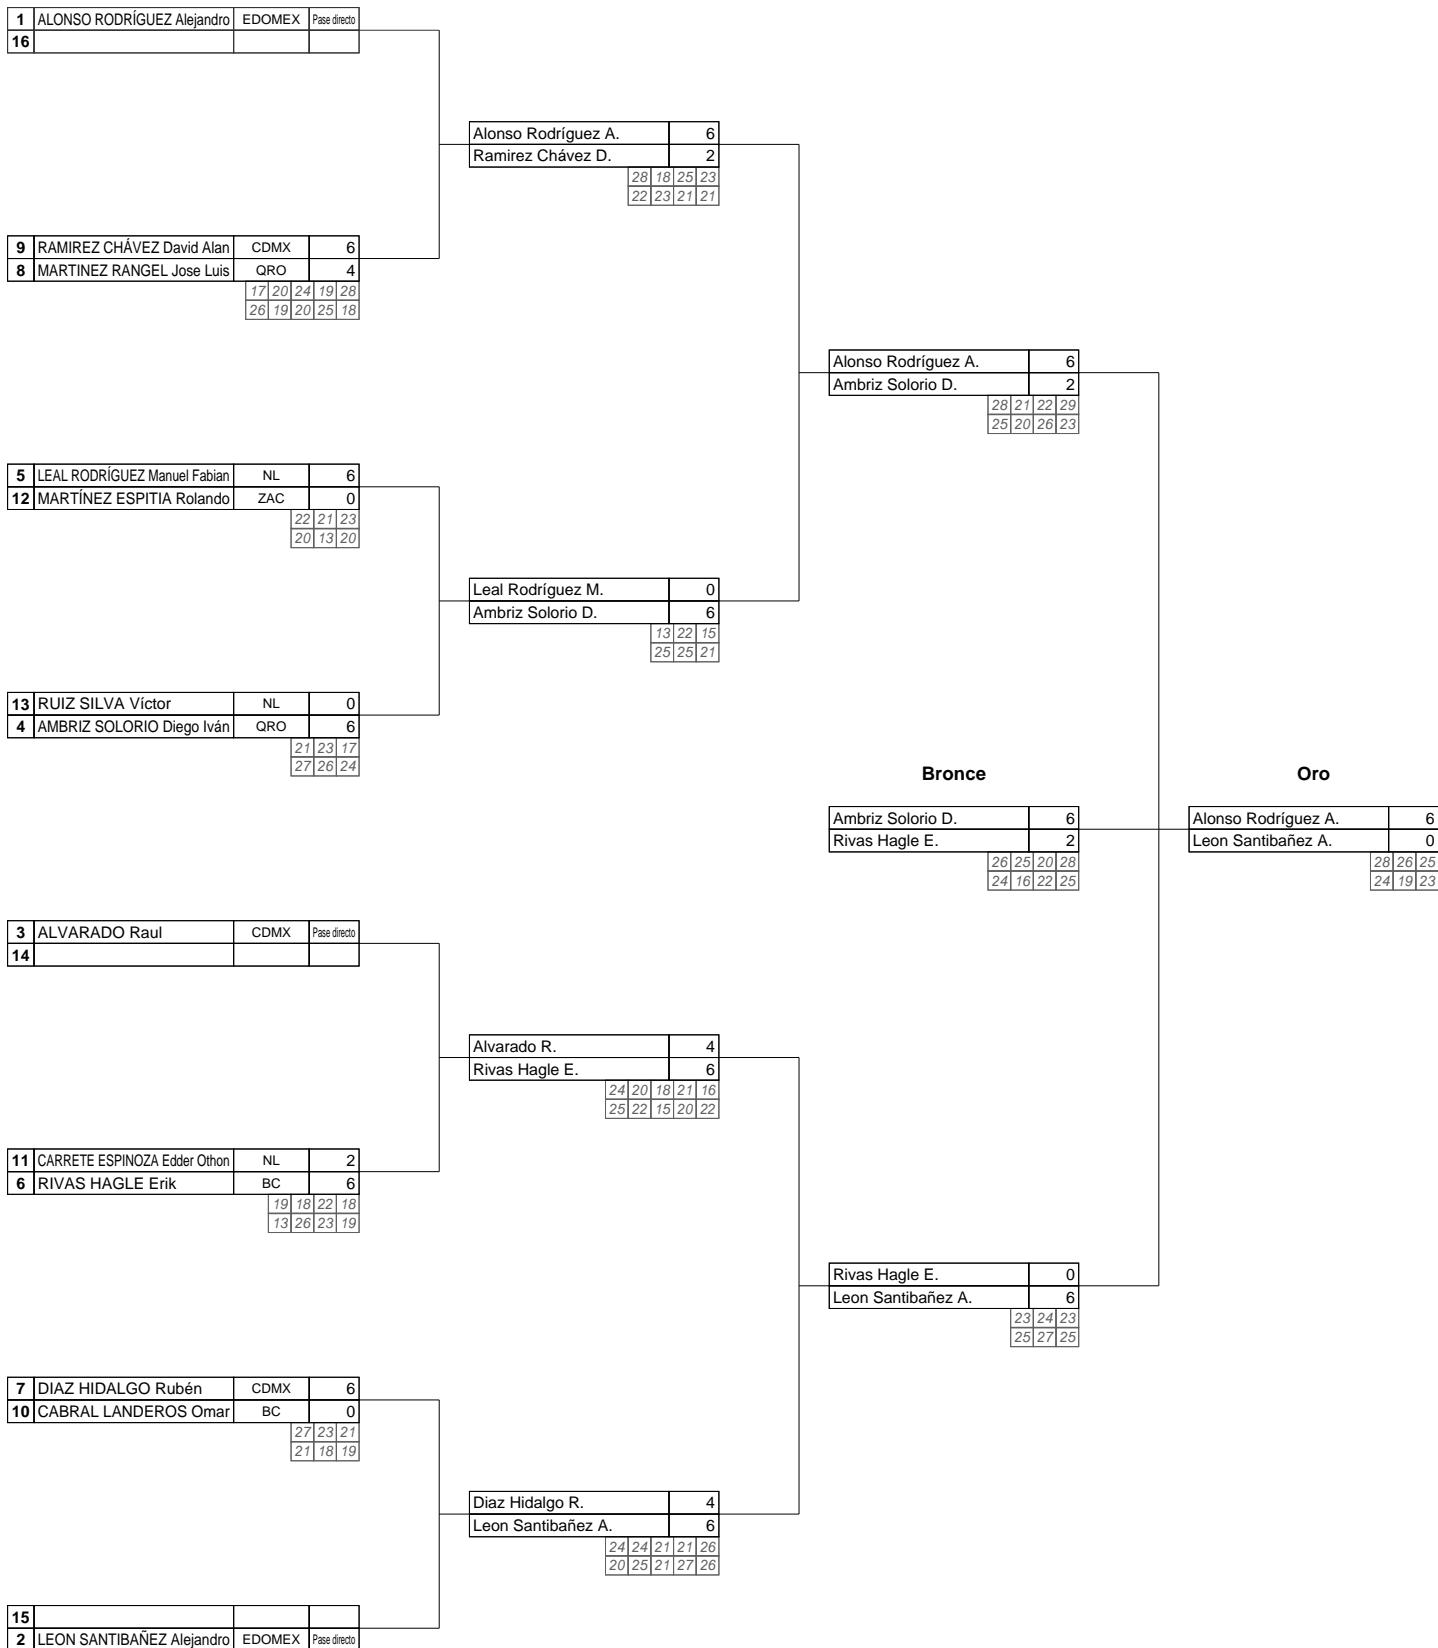 1 ALONSO RODRÍGUEZ Alejandro EDOMEX Pase directo
16
Alonso Rodríguez A. 6
Ramirez Chávez D. 2
28 18 25 23
22 23 21 21
9 RAMIREZ CHÁVEZ David Alan CDMX 6
8 MARTINEZ RANGEL Jose Luis QRO 4
17 20 24 19 28
26 19 20 25 18
Alonso Rodríguez A. 6
Ambriz Solorio D. 2
28 21 22 29
25 20 26 23
5 LEAL RODRÍGUEZ Manuel Fabian NL 6
12 MARTÍNEZ ESPITIA Rolando ZAC 0
22 21 23
20 13 20
Leal Rodríguez M. 0
Ambriz Solorio D. 6
13 22 15
25 25 21
13 RUIZ SILVA Víctor NL 0
4 AMBRIZ SOLORIO Diego Iván QRO 6
21 23 17
27 26 24
Bronce Oro
Ambriz Solorio D. 6 Alonso Rodríguez A. 6
Rivas Hagle E. 2 Leon Santibañez A. 0
26 25 20 28 28 26 25
24 16 22 25 24 19 23
3 ALVARADO Raul CDMX Pase directo
14
Alvarado R. 4
Rivas Hagle E. 6
24 20 18 21 16
25 22 15 20 22
11 CARRETE ESPINOZA Edder Othon NL 2
6 RIVAS HAGLE Erik BC 6
19 18 22 18
13 26 23 19
Rivas Hagle E. 0
Leon Santibañez A. 6
23 24 23
25 27 25
7 DIAZ HIDALGO Rubén CDMX 6
10 CABRAL LANDEROS Omar BC 0
27 23 21
21 18 19
Diaz Hidalgo R. 4
Leon Santibañez A. 6
24 24 21 21 26
20 25 21 27 26
15
2 LEON SANTIBAÑEZ Alejandro EDOMEX Pase directo